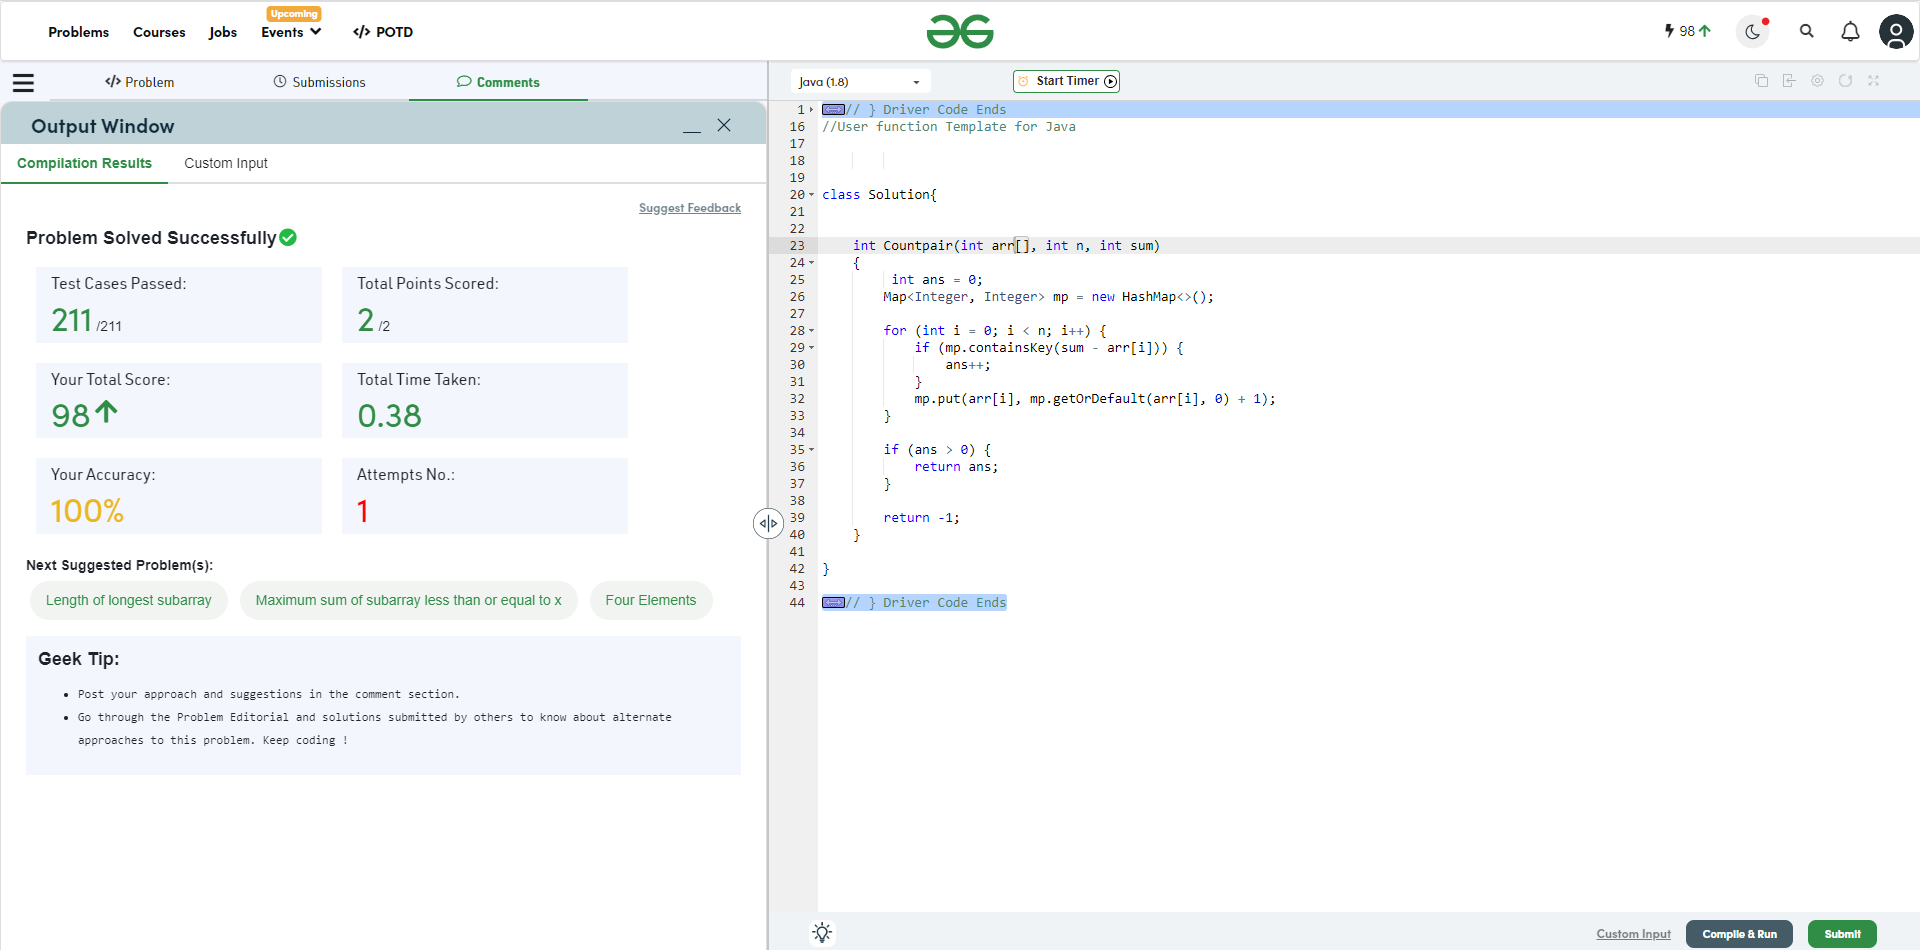 Upcoming
Problems Courses Jobs Events </> POTD
98
</> Problem Submissions Comments
Java (1.8) Start Timer
Output Window
Compilation Results Custom Input
Suggest Feedback
Problem Solved Successfully
Test Cases Passed: Total Points Scored:
211 /211 2 /2
Your Total Score: Total Time Taken:
98 0.38
Your Accuracy: Attempts No.:
100% 1
Next Suggested Problem(s):
Length of longest subarray Maximum sum of subarray less than or equal to x Four Elements
Geek Tip:
• Post your approach and suggestions in the comment section.
• Go through the Problem Editorial and solutions submitted by others to know about alternate
approaches to this problem. Keep coding !
1 // } Driver Code Ends
16 //User function Template for Java
17
18
19
20 class Solution{
21
22
23 int Countpair(int arr[], int n, int sum)
24 {
25 int ans = 0;
26 Map<Integer, Integer> mp = new HashMap<>();
27
28 for (int i = 0; i < n; i++) {
29 if (mp.containsKey(sum - arr[i])) {
30 ans++;
31 }
32 mp.put(arr[i], mp.getOrDefault(arr[i], 0) + 1);
33 }
34
35 if (ans > 0) {
36 return ans;
37 }
38
39 return -1;
40 }
41
42 }
43
44 // } Driver Code Ends
Custom Input Compile & Run Submit